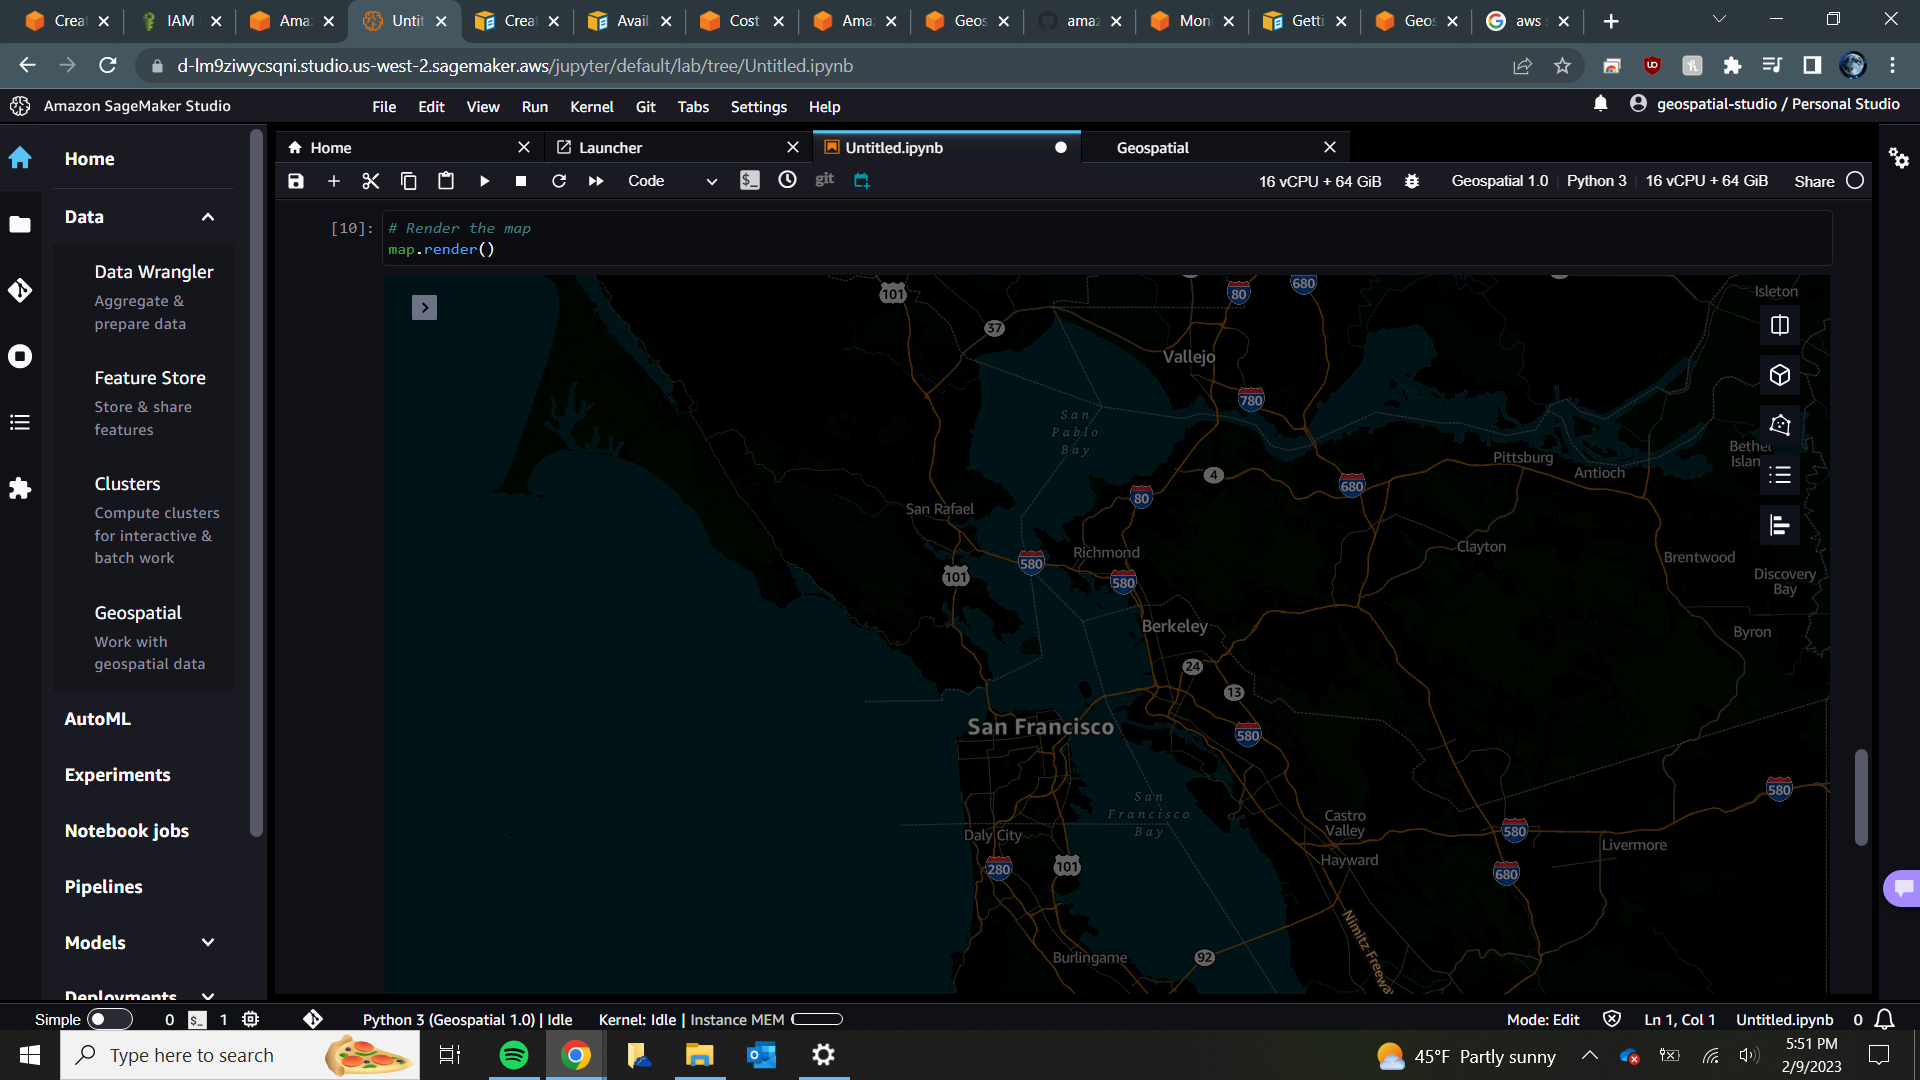 Creat
IAM
Amaz
Untit
Creat
Avail
Cost
Amaz
Geos
amaz
Moni
Getti
Geos
aws
d-lm9ziwycsqni.studio.us-west-2.sagemaker.aws/jupyter/default/lab/tree/Untitled.ipynb
Amazon SageMaker Studio
File Edit View Run Kernel Git Tabs Settings Help
geospatial-studio / Personal Studio
Home
Launcher
Untitled.ipynb
Geospatial
Code
git
16 vCPU + 64 GiB
Geospatial 1.0
Python 3
16 vCPU + 64 GiB
Share
Home
Data
Data Wrangler
Aggregate &
prepare data
Feature Store
Store & share
features
Clusters
Compute clusters
for interactive &
batch work
Geospatial
Work with
geospatial data
AutoML
Experiments
Notebook jobs
Pipelines
Models
Deployments
[10]:
# Render the map
map.render()
101
80
680
Isleton
37
Vallejo
780
San
Pablo
Bay
Bethel
Islan
Pittsburg
Antioch
4
680
80
San Rafael
Richmond
Clayton
Brentwood
580
101
580
Discovery
Bay
Berkeley
Byron
24
13
San Francisco
580
San
Francisco
Bay
580
Castro
Valley
Daly City
580
Livermore
Hayward
280
101
680
Nimitz Freeway
Burlingame
92
Simple
0
1
Python 3 (Geospatial 1.0) | Idle
Kernel: Idle | Instance MEM
Mode: Edit
Ln 1, Col 1
Untitled.ipynb
0
Type here to search
45°F Partly sunny
5:51 PM
2/9/2023